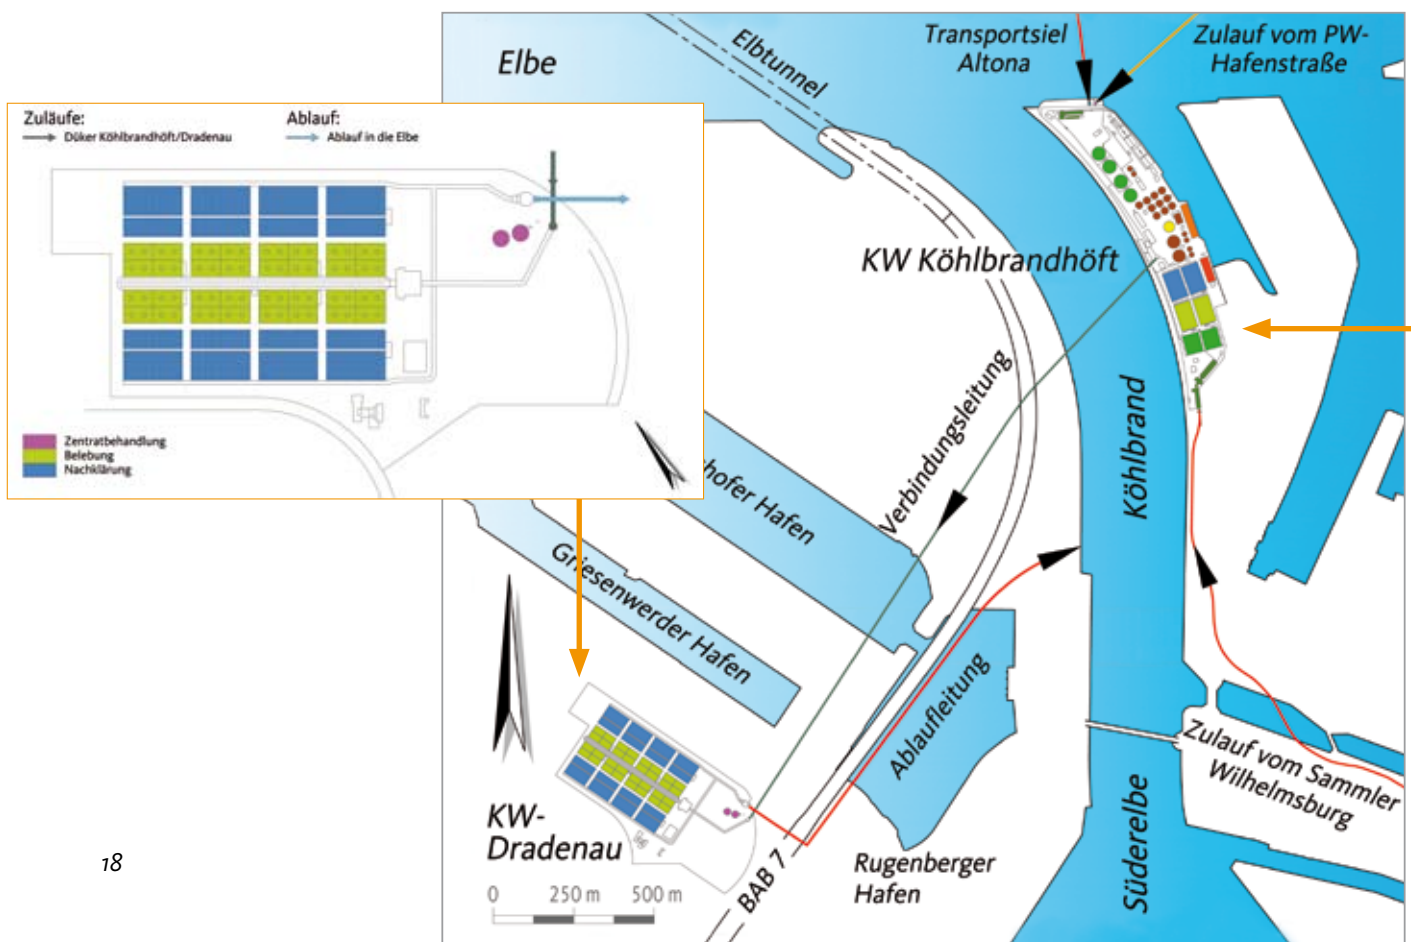 Elbe
Elbtunnel
Transportsiel
Altona
Zulauf vom PW-
Hafenstraße
Zuläufe:
Düker Köhlbrandhöft/Dradenau
Ablauf:
Ablauf in die Elbe
Zentratbehandlung
Belebung
Nachklärung
KW Köhlbrandhöft
Verbindungsleitung
Köhlbrand
hofer Hafen
Griesenwerder Hafen
Ablaufleitung
Zulauf vom Sammler
Wilhelmsburg
KW-
Dradenau
Rugenberger
Hafen
BAB 7
Süderelbe
0 250 m 500 m
18